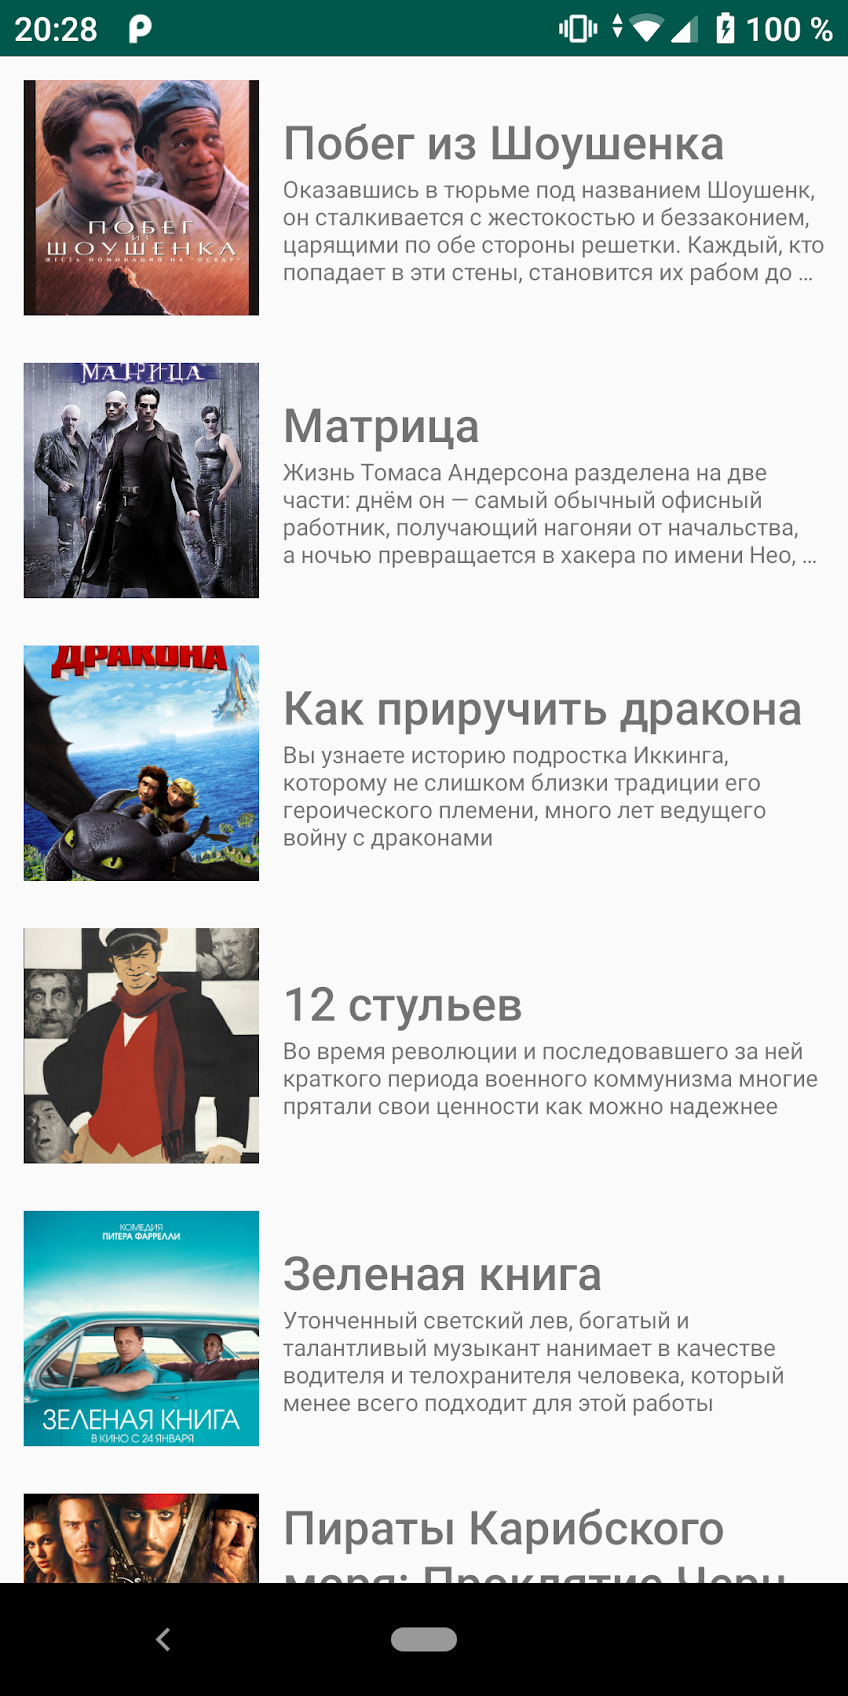 20:28
100 %
ПОБЕГ
ИЗ
ШОУШЕНКА
ШЕСТЬ НОМИНАЦИЙ НА "ОСКАР"
Побег из Шоушенка
Оказавшись в тюрьме под названием Шоушенк,
он сталкивается с жестокостью и беззаконием,
царящими по обе стороны решетки. Каждый, кто
попадает в эти стены, становится их рабом до ...
МАТРИЦА
Матрица
Жизнь Томаса Андерсона разделена на две
части: днём он — самый обычный офисный
работник, получающий нагоняи от начальства,
а ночью превращается в хакера по имени Нео, ...
ДРАКОНА
Как приручить дракона
Вы узнаете историю подростка Иккинга,
которому не слишком близки традиции его
героического племени, много лет ведущего
войну с драконами
12 стульев
Во время революции и последовавшего за ней
краткого периода военного коммунизма многие
прятали свои ценности как можно надежнее
КОМЕДИЯ
ПИТЕРА ФАРРЕЛЛИ
ЗЕЛЕНАЯ КНИГА
В КИНО С 24 ЯНВАРЯ
Зеленая книга
Утонченный светский лев, богатый и
талантливый музыкант нанимает в качестве
водителя и телохранителя человека, который
менее всего подходит для этой работы
Пираты Карибского
моря: Проклятие Черн